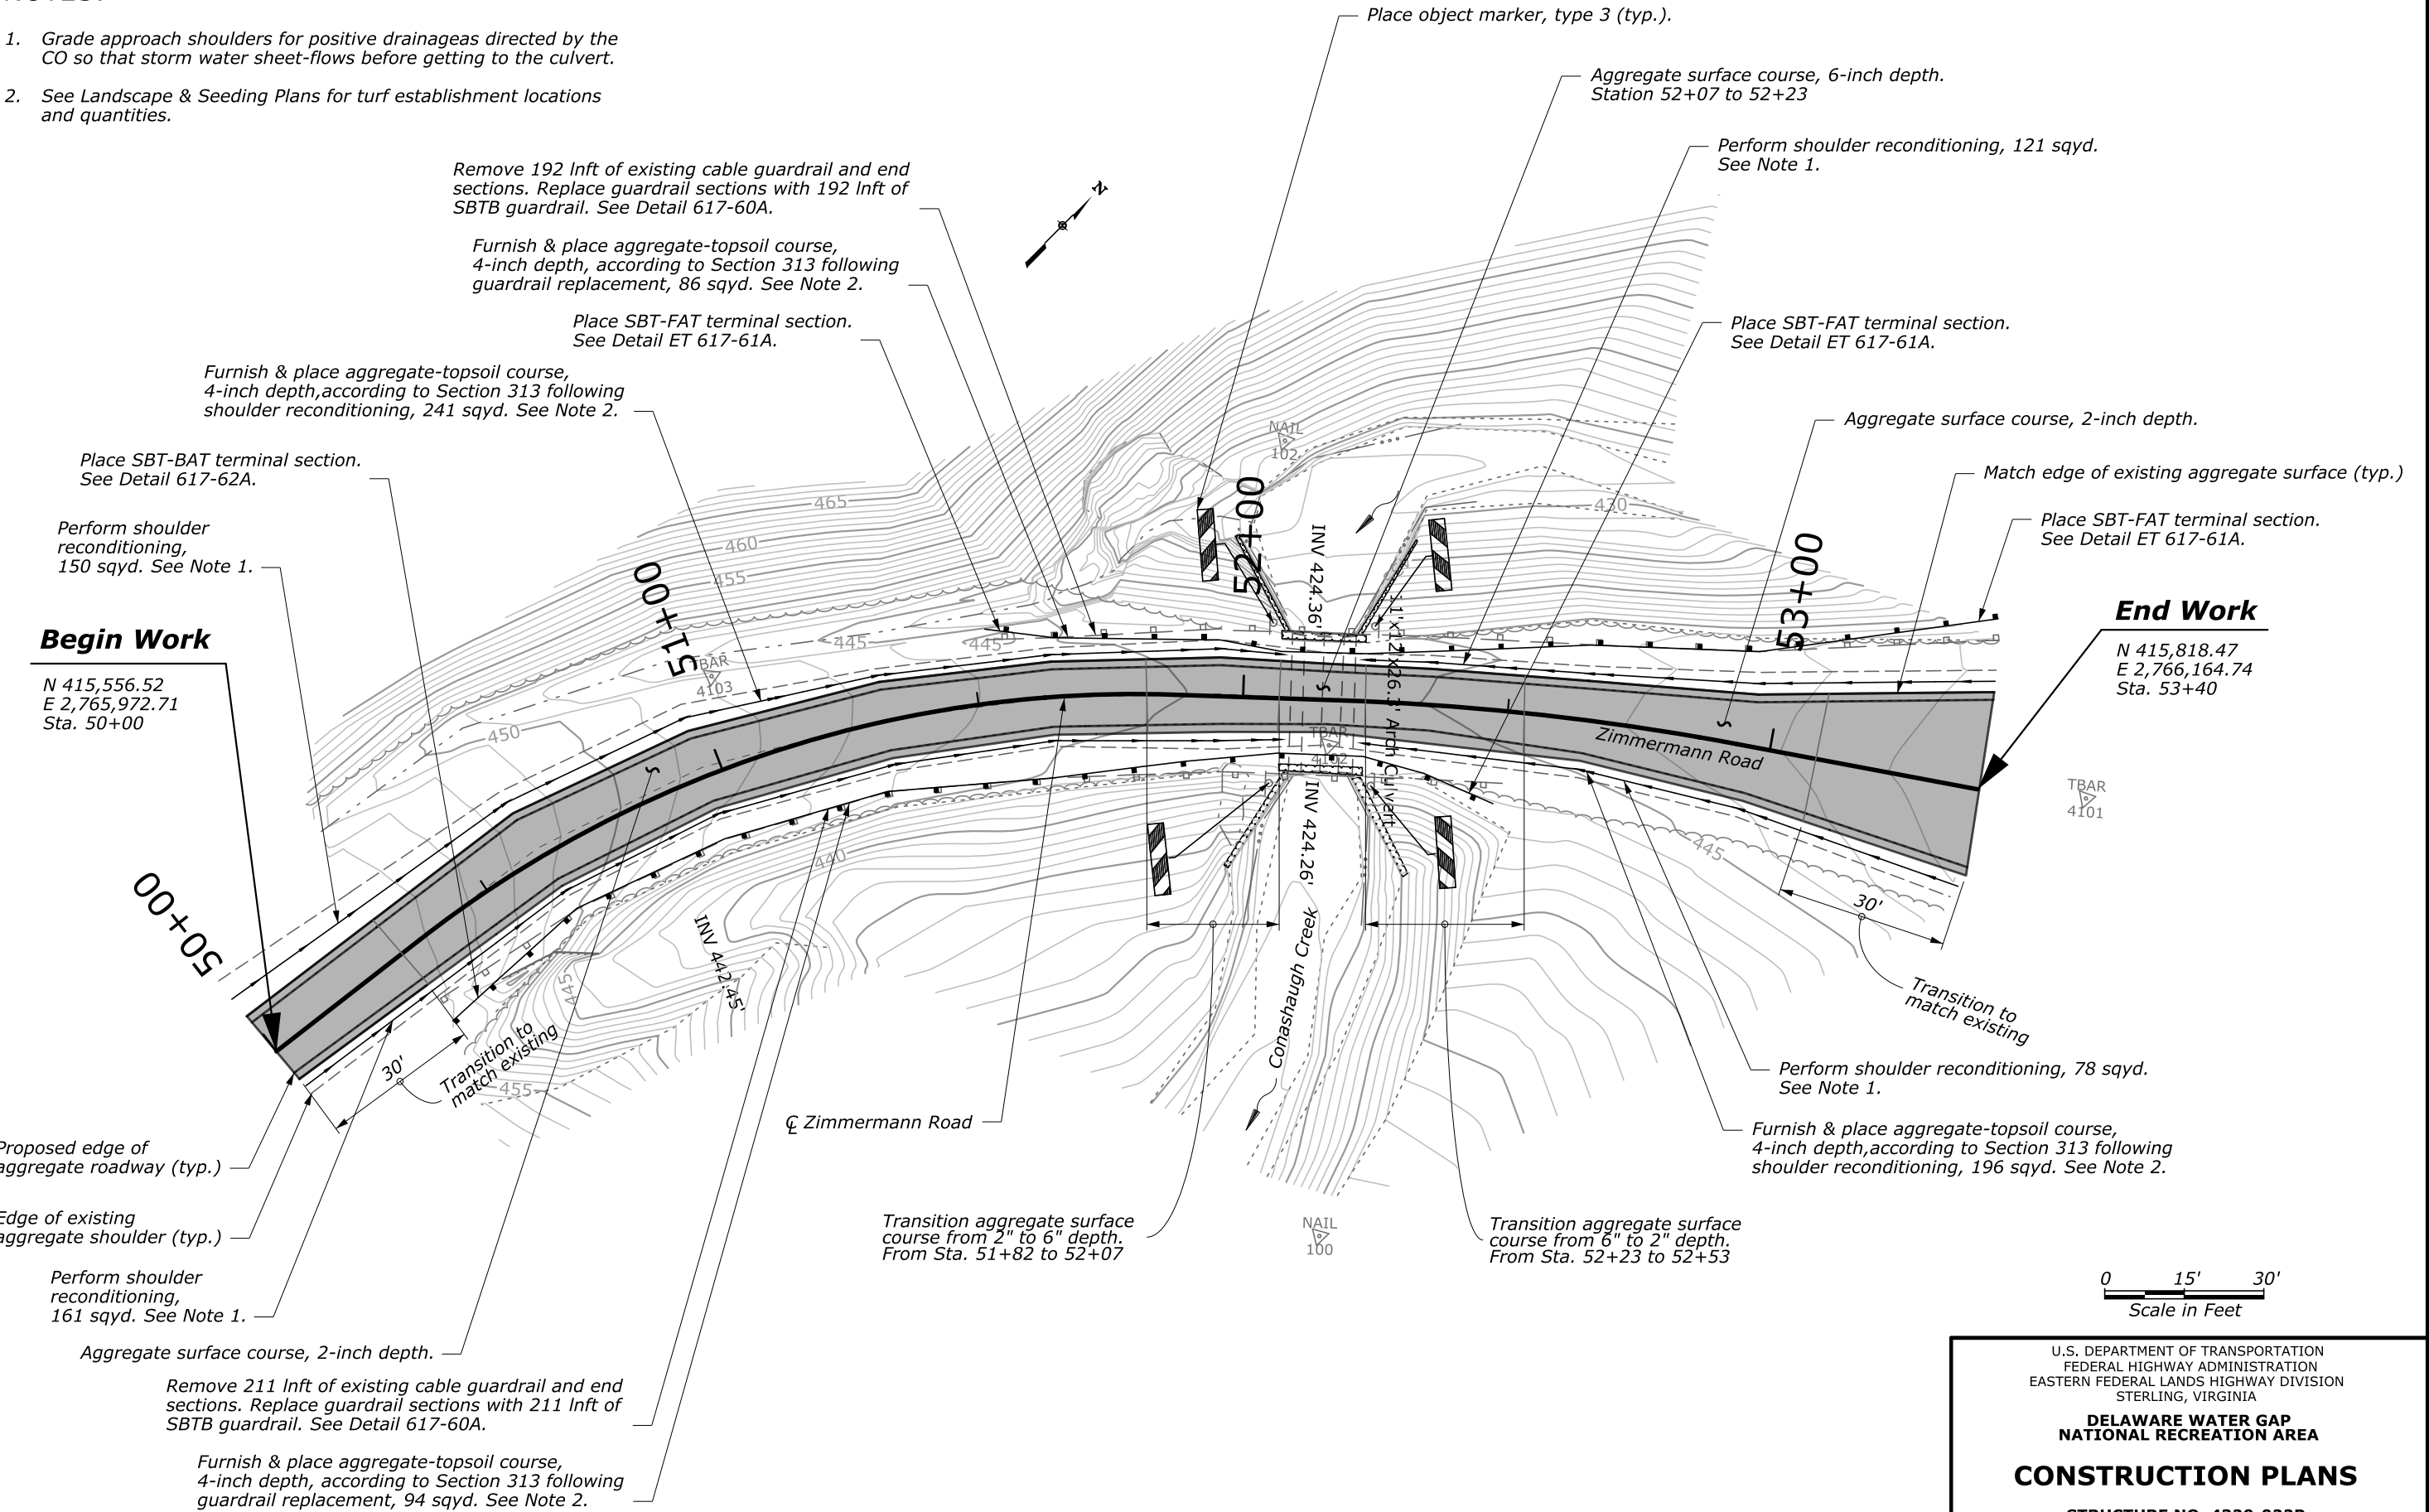 1. Grade approach shoulders for positive drainageas directed by the
CO so that storm water sheet-flows before getting to the culvert.
2. See Landscape & Seeding Plans for turf establishment locations
and quantities.
Place object marker, type 3 (typ.).
Aggregate surface course, 6-inch depth.
Station 52+07 to 52+23
Perform shoulder reconditioning, 121 sqyd.
See Note 1.
Remove 192 lnft of existing cable guardrail and end
sections. Replace guardrail sections with 192 lnft of
SBTB guardrail. See Detail 617-60A.
N
Furnish & place aggregate-topsoil course,
4-inch depth, according to Section 313 following
guardrail replacement, 86 sqyd. See Note 2.
Place SBT-FAT terminal section.
See Detail ET 617-61A.
Place SBT-FAT terminal section.
See Detail ET 617-61A.
Furnish & place aggregate-topsoil course,
4-inch depth,according to Section 313 following
shoulder reconditioning, 241 sqyd. See Note 2.
Aggregate surface course, 2-inch depth.
Place SBT-BAT terminal section.
See Detail 617-62A.
Match edge of existing aggregate surface (typ.)
Perform shoulder
reconditioning,
150 sqyd. See Note 1.
Place SBT-FAT terminal section.
See Detail ET 617-61A.
NAIL
102
465
460
455
430
445
445
450
440
445
445
455
50+00
51+00
52+00
53+00
TBAR
4103
TBAR
4102
TBAR
4101
INV 424.36'
11'x12'x26.3' Arch Culvert
INV 424.26'
INV 442.45'
Zimmermann Road
Conashaugh Creek
Begin Work
N 415,556.52
E 2,765,972.71
Sta. 50+00
End Work
N 415,818.47
E 2,766,164.74
Sta. 53+40
30'
Transition to
match existing
30'
Transition to
match existing
Perform shoulder reconditioning, 78 sqyd.
See Note 1.
℄ Zimmermann Road
Furnish & place aggregate-topsoil course,
4-inch depth,according to Section 313 following
shoulder reconditioning, 196 sqyd. See Note 2.
Proposed edge of
aggregate roadway (typ.)
Edge of existing
aggregate shoulder (typ.)
Transition aggregate surface
course from 2" to 6" depth.
From Sta. 51+82 to 52+07
NAIL
100
Transition aggregate surface
course from 6" to 2" depth.
From Sta. 52+23 to 52+53
Perform shoulder
reconditioning,
161 sqyd. See Note 1.
Aggregate surface course, 2-inch depth.
Remove 211 lnft of existing cable guardrail and end
sections. Replace guardrail sections with 211 lnft of
SBTB guardrail. See Detail 617-60A.
Furnish & place aggregate-topsoil course,
4-inch depth, according to Section 313 following
guardrail replacement, 94 sqyd. See Note 2.
0 15' 30'
Scale in Feet
U.S. DEPARTMENT OF TRANSPORTATION
FEDERAL HIGHWAY ADMINISTRATION
EASTERN FEDERAL LANDS HIGHWAY DIVISION
STERLING, VIRGINIA
DELAWARE WATER GAP
NATIONAL RECREATION AREA
CONSTRUCTION PLANS